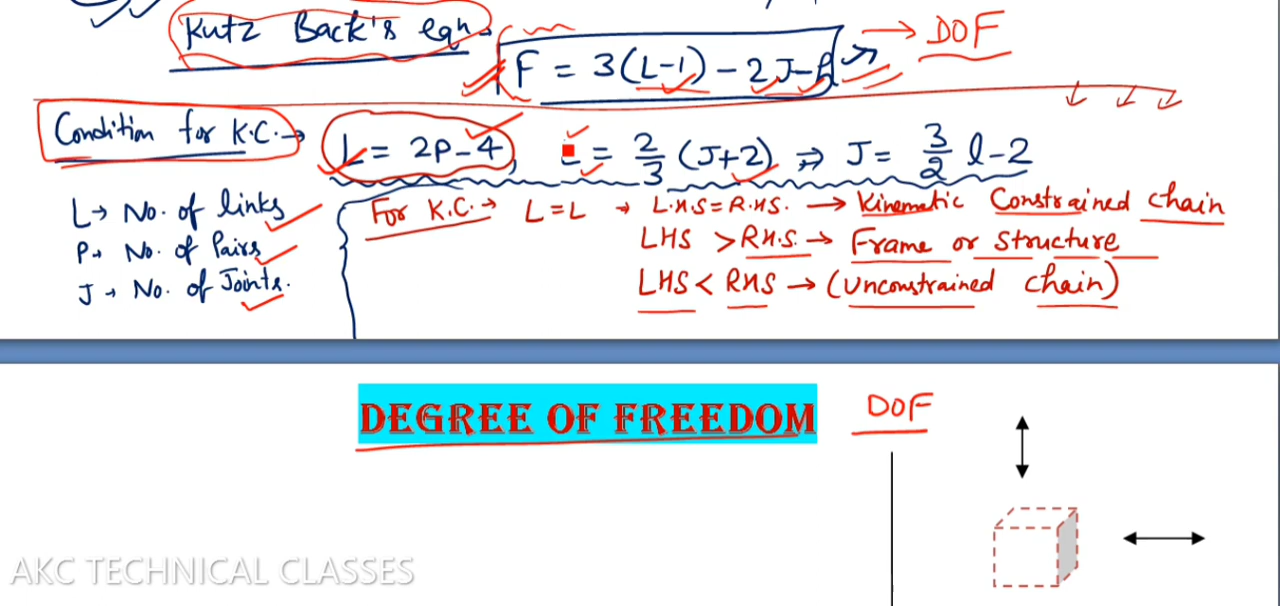 Kutz Back's eqn.
F = 3(L-1) - 2J-h → DOF
Condition for K.C. → L = 2P-4, L = 2/3 (J+2) ⇒ J = 3/2 l-2
L → No. of links
P → No. of Pairs
J → No. of Joints.
For K.C. → L = L → L.H.S = R.H.S. → Kinematic Constrained chain
LHS > R.H.S. → Frame or Structure
LHS < RHS → (Unconstrained chain)
DEGREE OF FREEDOM DOF
AKC TECHNICAL CLASSES